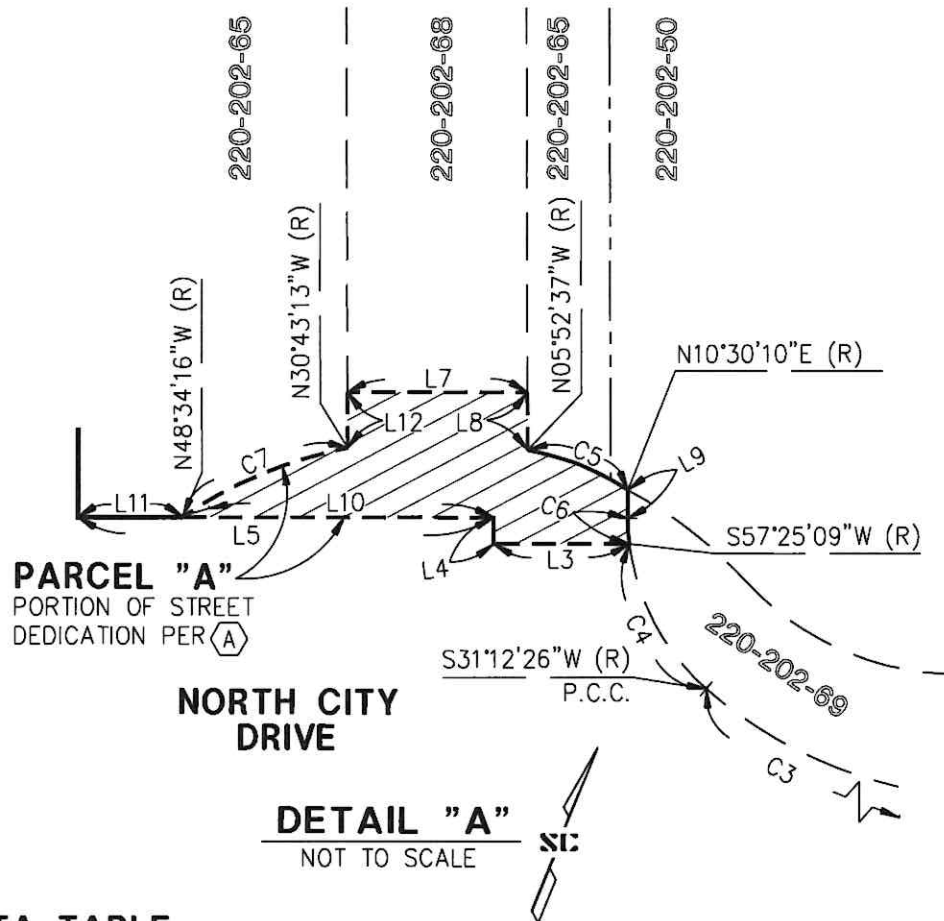 220-202-65
220-202-68
220-202-65
220-202-50
N48°34'16"W (R)
N30°43'13"W (R)
N05°52'37"W (R)
N10°30'10"E (R)
L7
L12
L8
C5
L9
C7
L11
L10
L5
C6
L4
L3
S57°25'09"W (R)
PARCEL "A"
PORTION OF STREET
DEDICATION PER A
C4
220-202-69
S31°12'26"W (R)
P.C.C.
NORTH CITY
DRIVE
C3
DETAIL "A"
NOT TO SCALE
SC